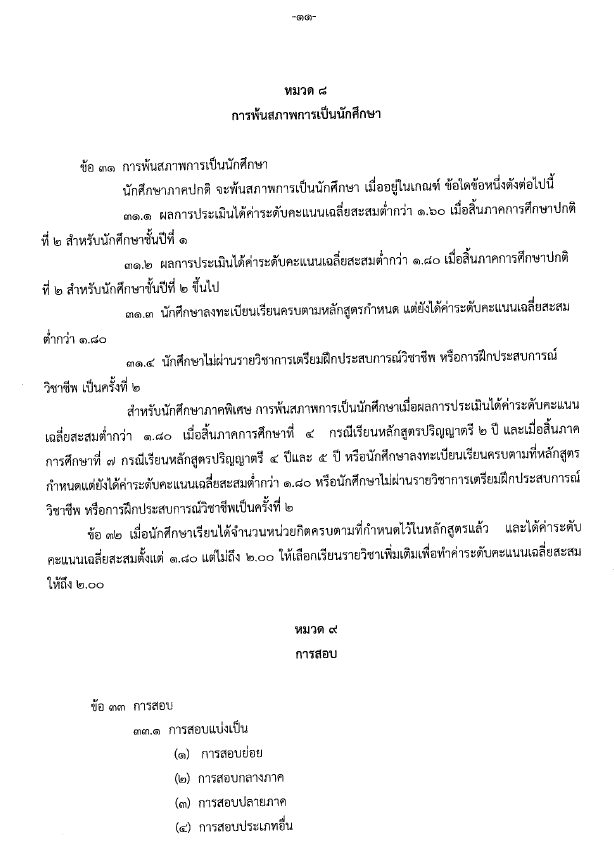 -๑๑-
หมวด ๘
การพ้นสภาพการเป็นนักศึกษา
ข้อ ๓๑ การพ้นสภาพการเป็นนักศึกษา
นักศึกษาภาคปกติ จะพ้นสภาพการเป็นนักศึกษา เมื่ออยู่ในเกณฑ์ ข้อใดข้อหนึ่งดังต่อไปนี้
๓๑.๑ ผลการประเมินได้ค่าระดับคะแนนเฉลี่ยสะสมต่ำกว่า ๑.๖๐ เมื่อสิ้นภาคการศึกษาปกติ
ที่ ๒ สำหรับนักศึกษาชั้นปีที่ ๑
๓๑.๒ ผลการประเมินได้ค่าระดับคะแนนเฉลี่ยสะสมต่ำกว่า ๑.๘๐ เมื่อสิ้นภาคการศึกษาปกติ
ที่ ๒ สำหรับนักศึกษาชั้นปีที่ ๒ ขึ้นไป
๓๑.๓ นักศึกษาลงทะเบียนเรียนครบตามหลักสูตรกำหนด แต่ยังได้ค่าระดับคะแนนเฉลี่ยสะสม
ต่ำกว่า ๑.๘๐
๓๑.๔ นักศึกษาไม่ผ่านรายวิชาการเตรียมฝึกประสบการณ์วิชาชีพ หรือการฝึกประสบการณ์
วิชาชีพ เป็นครั้งที่ ๒
สำหรับนักศึกษาภาคพิเศษ การพ้นสภาพการเป็นนักศึกษาเมื่อผลการประเมินได้ค่าระดับคะแนน
เฉลี่ยสะสมต่ำกว่า ๑.๘๐ เมื่อสิ้นภาคการศึกษาที่ ๔ กรณีเรียนหลักสูตรปริญญาตรี ๒ ปี และเมื่อสิ้นภาค
การศึกษาที่ ๗ กรณีเรียนหลักสูตรปริญญาตรี ๔ ปีและ ๕ ปี หรือนักศึกษาลงทะเบียนเรียนครบตามที่หลักสูตร
กำหนดแต่ยังได้ค่าระดับคะแนนเฉลี่ยสะสมต่ำกว่า ๑.๘๐ หรือนักศึกษาไม่ผ่านรายวิชาการเตรียมฝึกประสบการณ์
วิชาชีพ หรือการฝึกประสบการณ์วิชาชีพเป็นครั้งที่ ๒
ข้อ ๓๒ เมื่อนักศึกษาเรียนได้จำนวนหน่วยกิตครบตามที่กำหนดไว้ในหลักสูตรแล้ว และได้ค่าระดับ
คะแนนเฉลี่ยสะสมตั้งแต่ ๑.๘๐ แต่ไม่ถึง ๒.๐๐ ให้เลือกเรียนรายวิชาเพิ่มเติมเพื่อทำค่าระดับคะแนนเฉลี่ยสะสม
ให้ถึง ๒.๐๐
หมวด ๙
การสอบ
ข้อ ๓๓ การสอบ
๓๓.๑ การสอบแบ่งเป็น
(๑) การสอบย่อย
(๒) การสอบกลางภาค
(๓) การสอบปลายภาค
(๔) การสอบประเภทอื่น